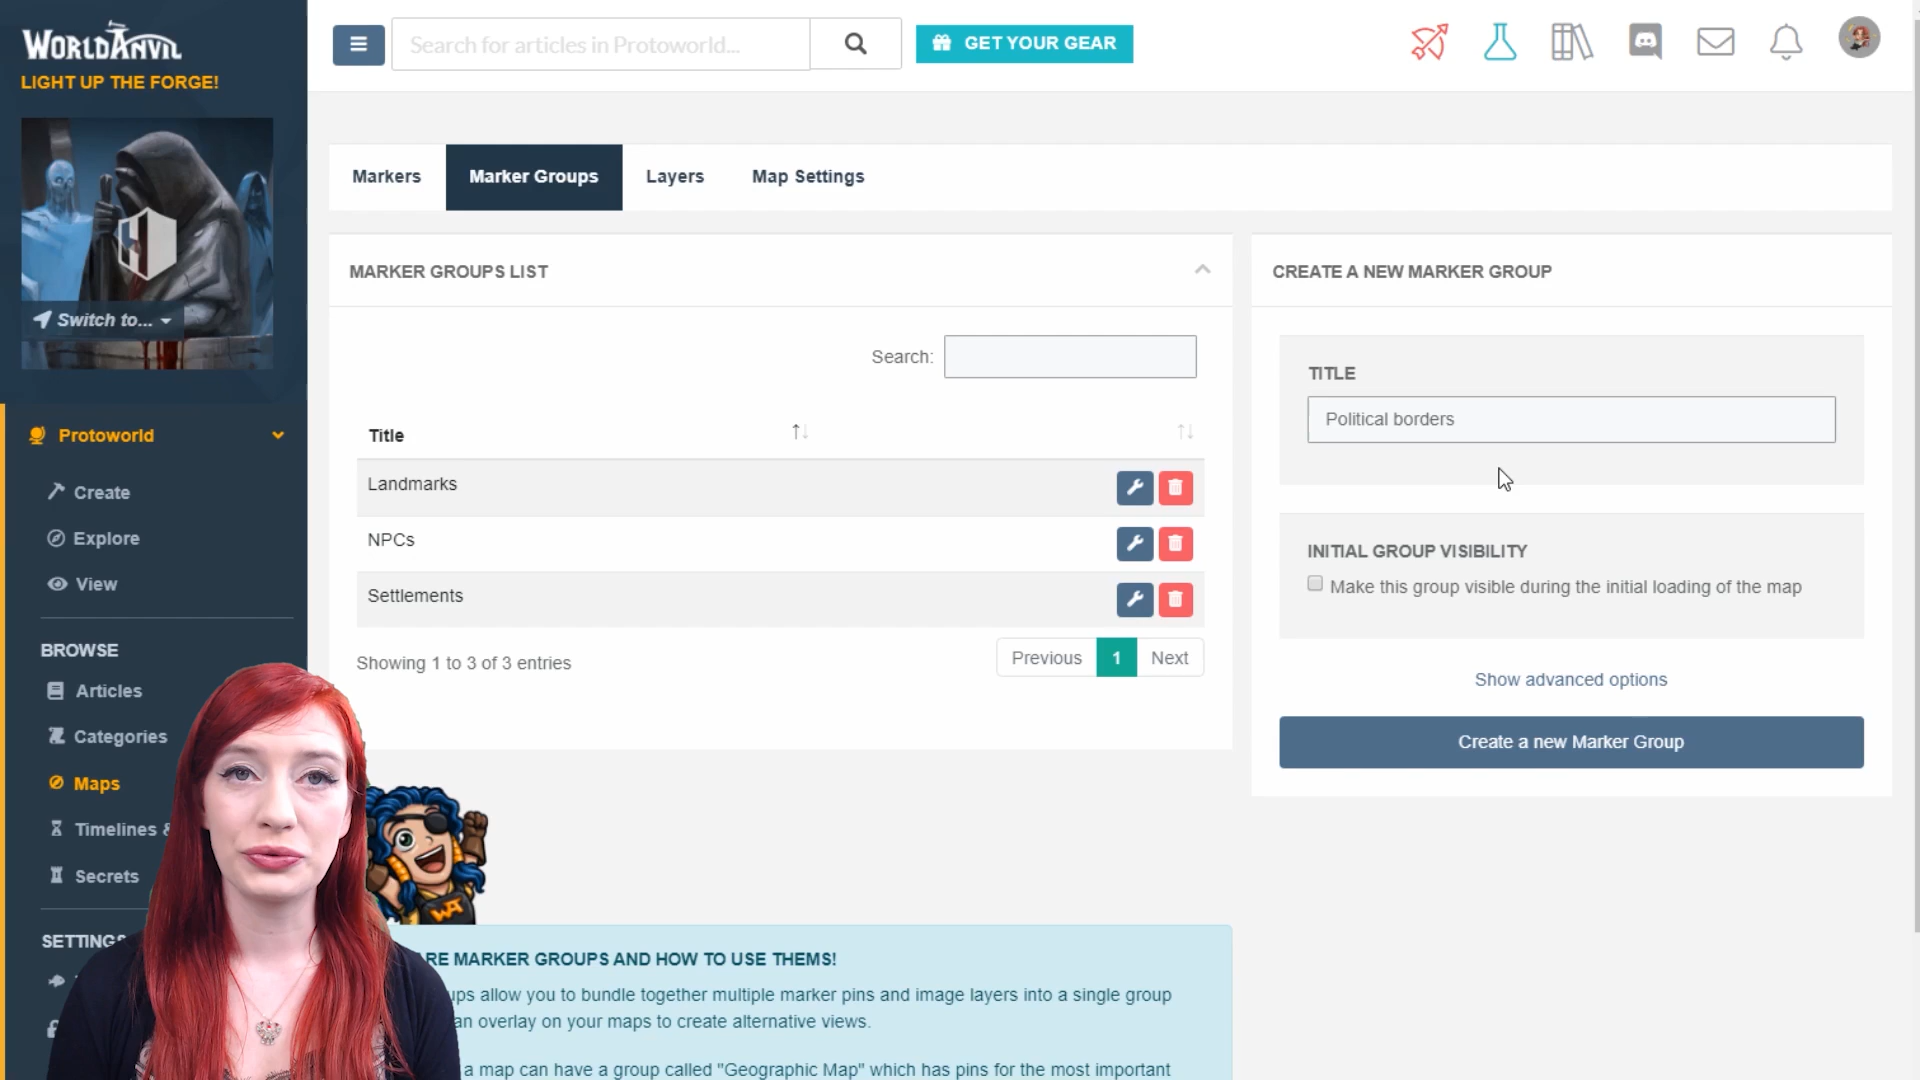 WORLDANVIL
LIGHT UP THE FORGE!
Switch to...
Protoworld
Create
Explore
View
BROWSE
Articles
Categories
Maps
Timelines &
Secrets
SETTINGS
Search for articles in Protoworld...
GET YOUR GEAR
Markers
Marker Groups
Layers
Map Settings
MARKER GROUPS LIST
Search:
Title
Landmarks
NPCs
Settlements
Showing 1 to 3 of 3 entries
Previous
1
Next
CREATE A NEW MARKER GROUP
TITLE
Political borders
INITIAL GROUP VISIBILITY
Make this group visible during the initial loading of the map
Show advanced options
Create a new Marker Group
WA
RE MARKER GROUPS AND HOW TO USE THEMS!
ups allow you to bundle together multiple marker pins and image layers into a single group
an overlay on your maps to create alternative views.
a map can have a group called "Geographic Map" which has pins for the most important